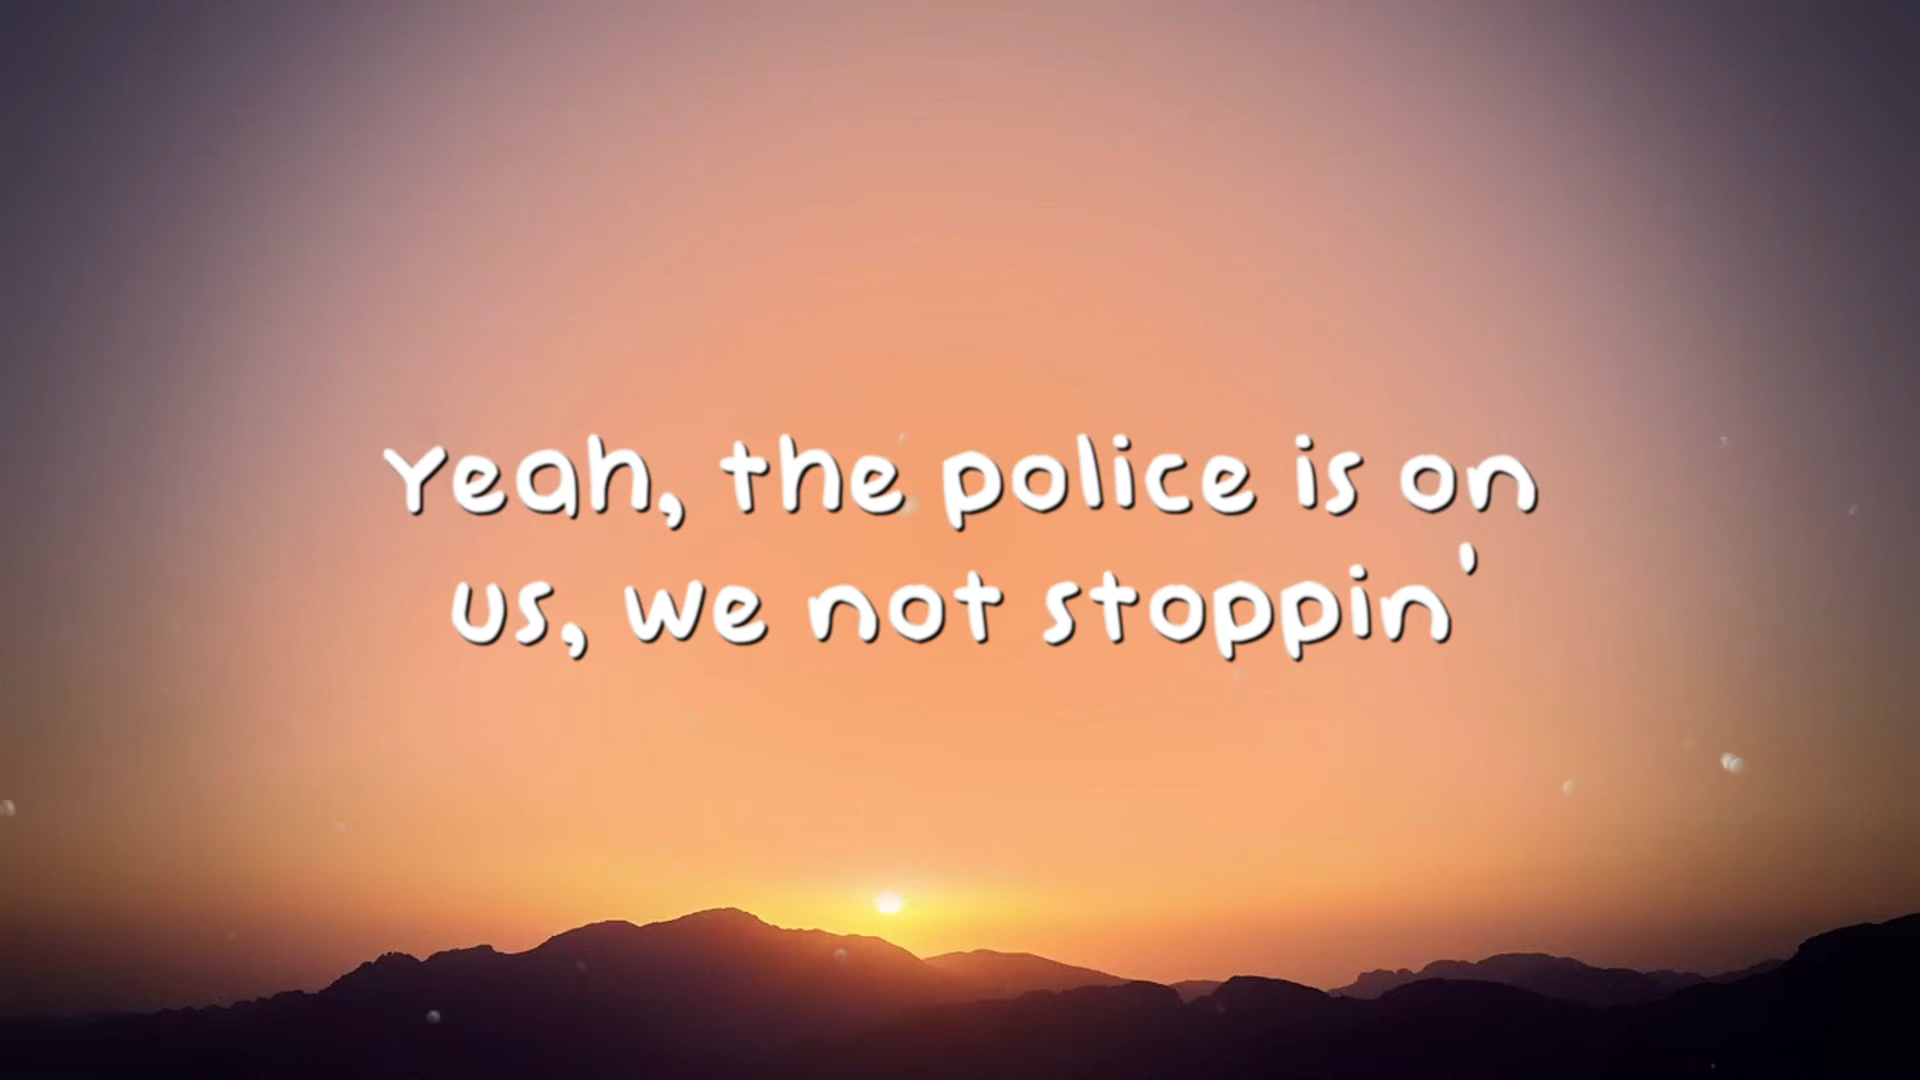 Yeah, the police is on
us, we not stoppin'